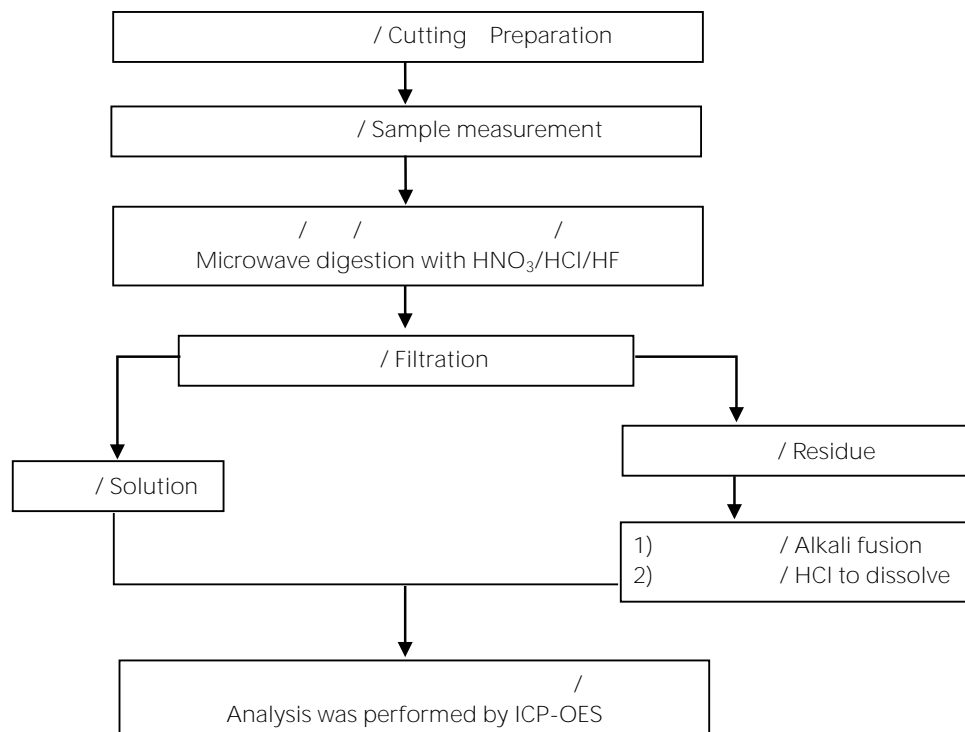 / Cutting Preparation
/ Sample measurement
/ / /
Microwave digestion with HNO₃/HCl/HF
/ Filtration
/ Residue
/ Solution
1) / Alkali fusion
2) / HCl to dissolve
/
Analysis was performed by ICP-OES